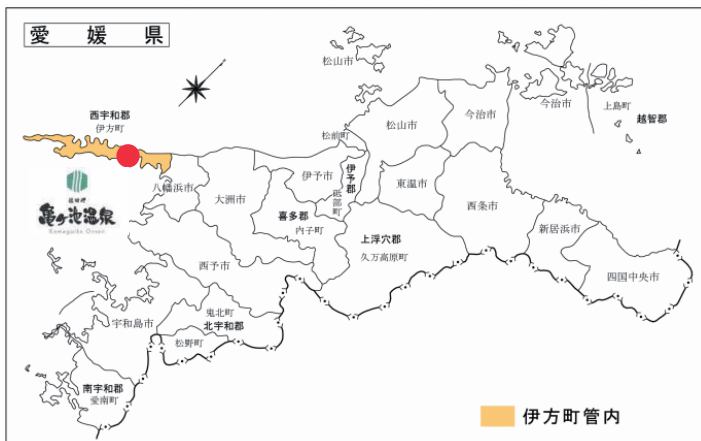 愛媛県
松山市
今治市
上島町
越智郡
西宇和郡
伊方町
松前町
松山市
今治市
八幡浜市
大洲市
伊予市
伊予郡
砥部町
東温市
西条市
新居浜市
四国中央市
喜多郡
内子町
上浮穴郡
久万高原町
亀ヶ池温泉
Kamegaike Onsen
西予市
宇和島市
鬼北町
北宇和郡
松野町
南宇和郡
愛南町
伊方町管内